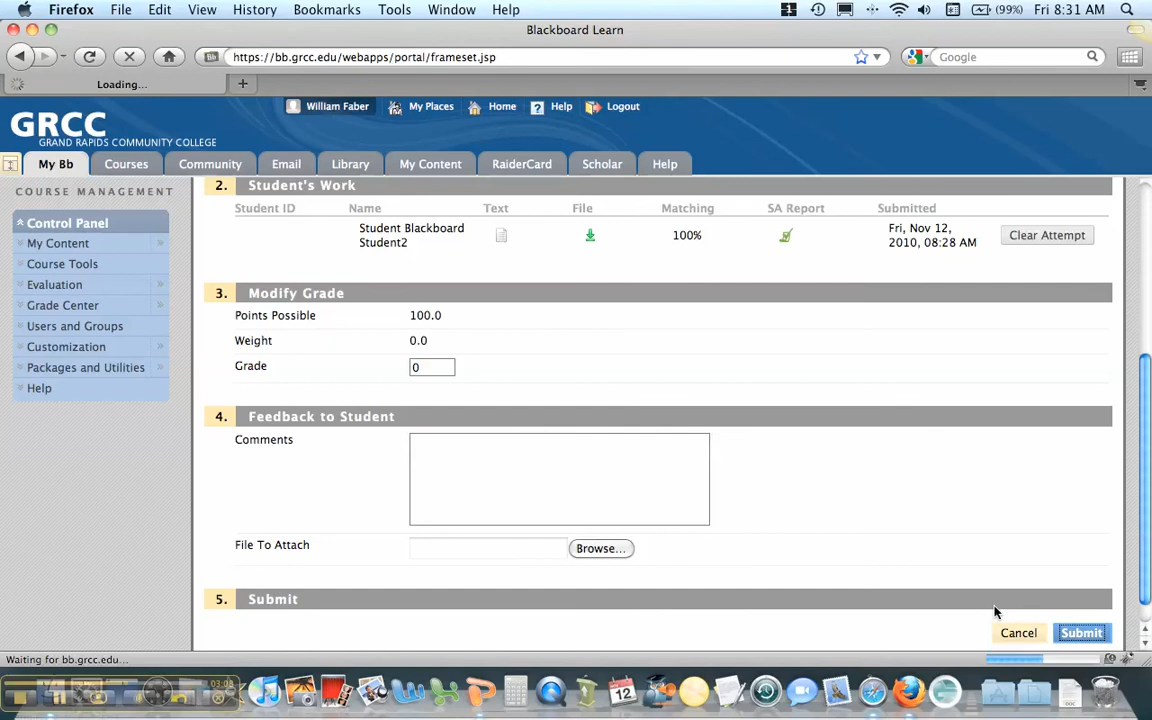 Firefox File Edit View History Bookmarks Tools Window Help 1 (99%) Fri 8:31 AM
Blackboard Learn
https://bb.grcc.edu/webapps/portal/frameset.jsp Google
Loading...
William Faber My Places Home Help Logout
GRCC
GRAND RAPIDS COMMUNITY COLLEGE
My Bb Courses Community Email Library My Content RaiderCard Scholar Help
COURSE MANAGEMENT
Control Panel
My Content
Course Tools
Evaluation
Grade Center
Users and Groups
Customization
Packages and Utilities
Help
2. Student's Work
Student ID Name Text File Matching SA Report Submitted
Student Blackboard Student2 100% Fri, Nov 12, 2010, 08:28 AM Clear Attempt
3. Modify Grade
Points Possible 100.0
Weight 0.0
Grade 0
4. Feedback to Student
Comments
File To Attach Browse...
5. Submit
Cancel Submit
Waiting for bb.grcc.edu...
03:08
12